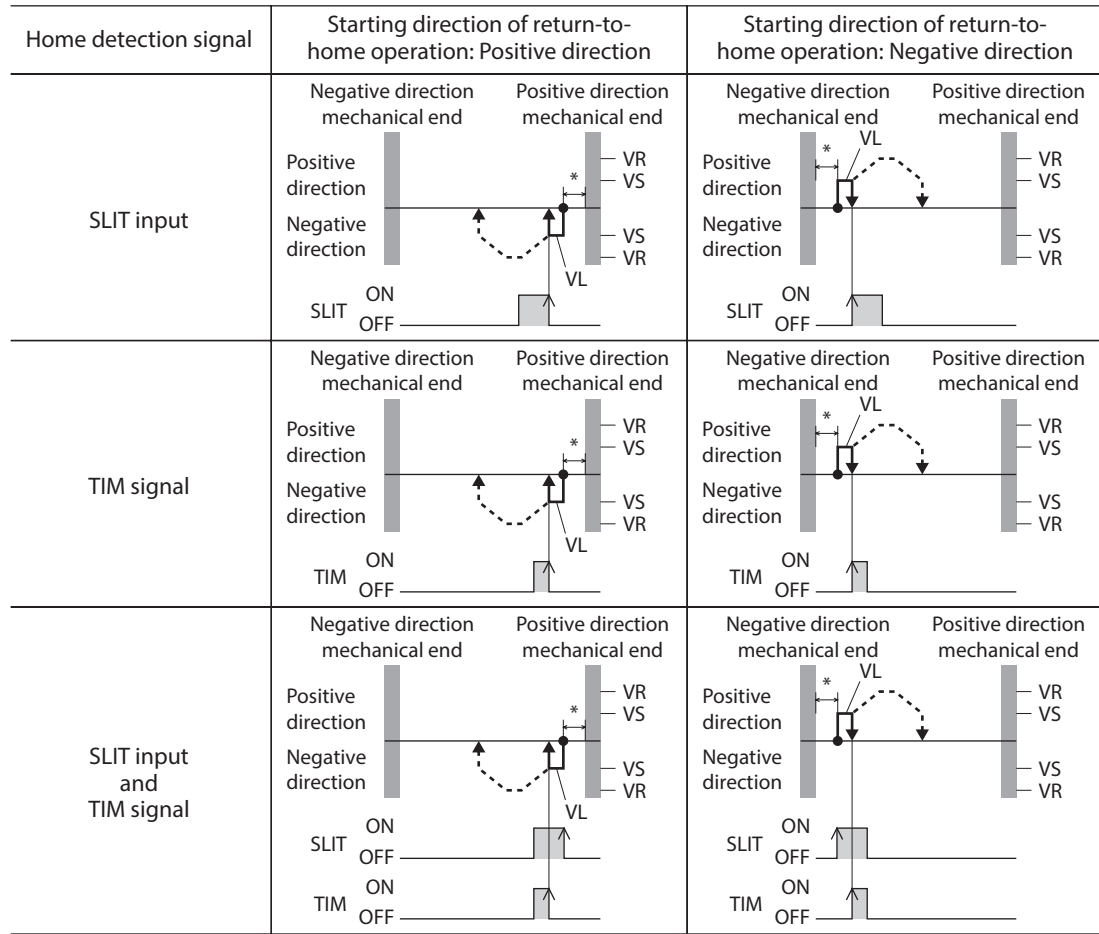 Home detection signal
Starting direction of return-to-
home operation: Positive direction
Starting direction of return-to-
home operation: Negative direction
SLIT input
Negative direction
mechanical end
Positive direction
mechanical end
Positive
direction
Negative
direction
*
VR
VS
VS
VR
VL
SLIT
ON
OFF
Negative direction
mechanical end
Positive direction
mechanical end
VL
*
Positive
direction
Negative
direction
VR
VS
VS
VR
SLIT
ON
OFF
TIM signal
Negative direction
mechanical end
Positive direction
mechanical end
Positive
direction
Negative
direction
*
VR
VS
VS
VR
VL
TIM
ON
OFF
Negative direction
mechanical end
Positive direction
mechanical end
VL
*
Positive
direction
Negative
direction
VR
VS
VS
VR
TIM
ON
OFF
SLIT input
and
TIM signal
Negative direction
mechanical end
Positive direction
mechanical end
Positive
direction
Negative
direction
*
VR
VS
VS
VR
VL
SLIT
ON
OFF
TIM
ON
OFF
Negative direction
mechanical end
Positive direction
mechanical end
VL
*
Positive
direction
Negative
direction
VR
VS
VS
VR
SLIT
ON
OFF
TIM
ON
OFF